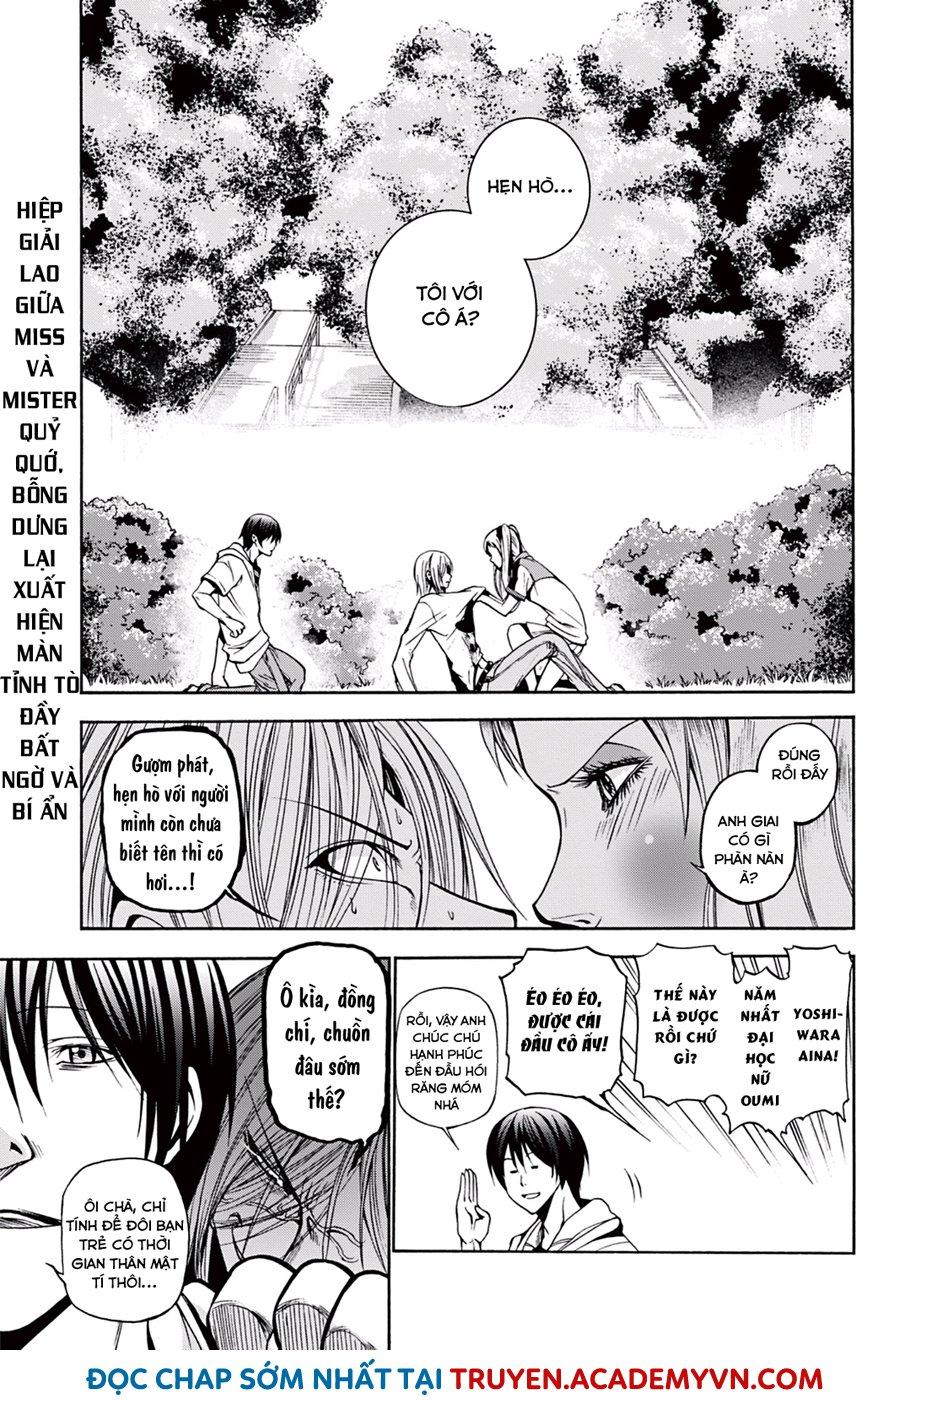 HIỆP
GIẢI
LAO
GIỮA
MISS
VÀ
MISTER
QUỶ
QUỚ,
BỖNG
DƯNG
LẠI
XUẤT
HIỆN
MÀN
TỈNH TÒ
ĐẦY
BẤT
NGỜ VÀ
BÍ ẨN
HẸN HÒ...
TÔI VỚI
CÔ Á?
ĐÚNG
RỒI ĐẤY
ANH GIAI
CÓ GÌ
PHÀN NÀN
À?
Gượm phát,
hẹn hò với người
mình còn chưa
biết tên thì có
hơi...!
YOSHI-
WARA
AINA!
NĂM
NHẤT
ĐẠI
HỌC
NỮ
OUMI
THẾ NÀY
LÀ ĐƯỢC
RỒI CHỨ
GÌ?
ÉO ÉO ÉO,
ĐƯỢC CÁI
ĐẦU CÒ ẤY!
RỒI, VẬY ANH
CHÚC CHÚ
HẠNH PHÚC
ĐẾN ĐẦU HÓI
RĂNG MÓM
NHÁ
Ô kìa, đồng
chí, chuồn
đâu sớm
thế?
ÔI CHÀ, CHỈ
TÍNH ĐỂ ĐÔI BẠN
TRẺ CÓ THỜI
GIAN THÂN MẬT
TÍ THÔI...
ĐỌC CHAP SỚM NHẤT TẠI TRUYEN.ACADEMYVN.COM